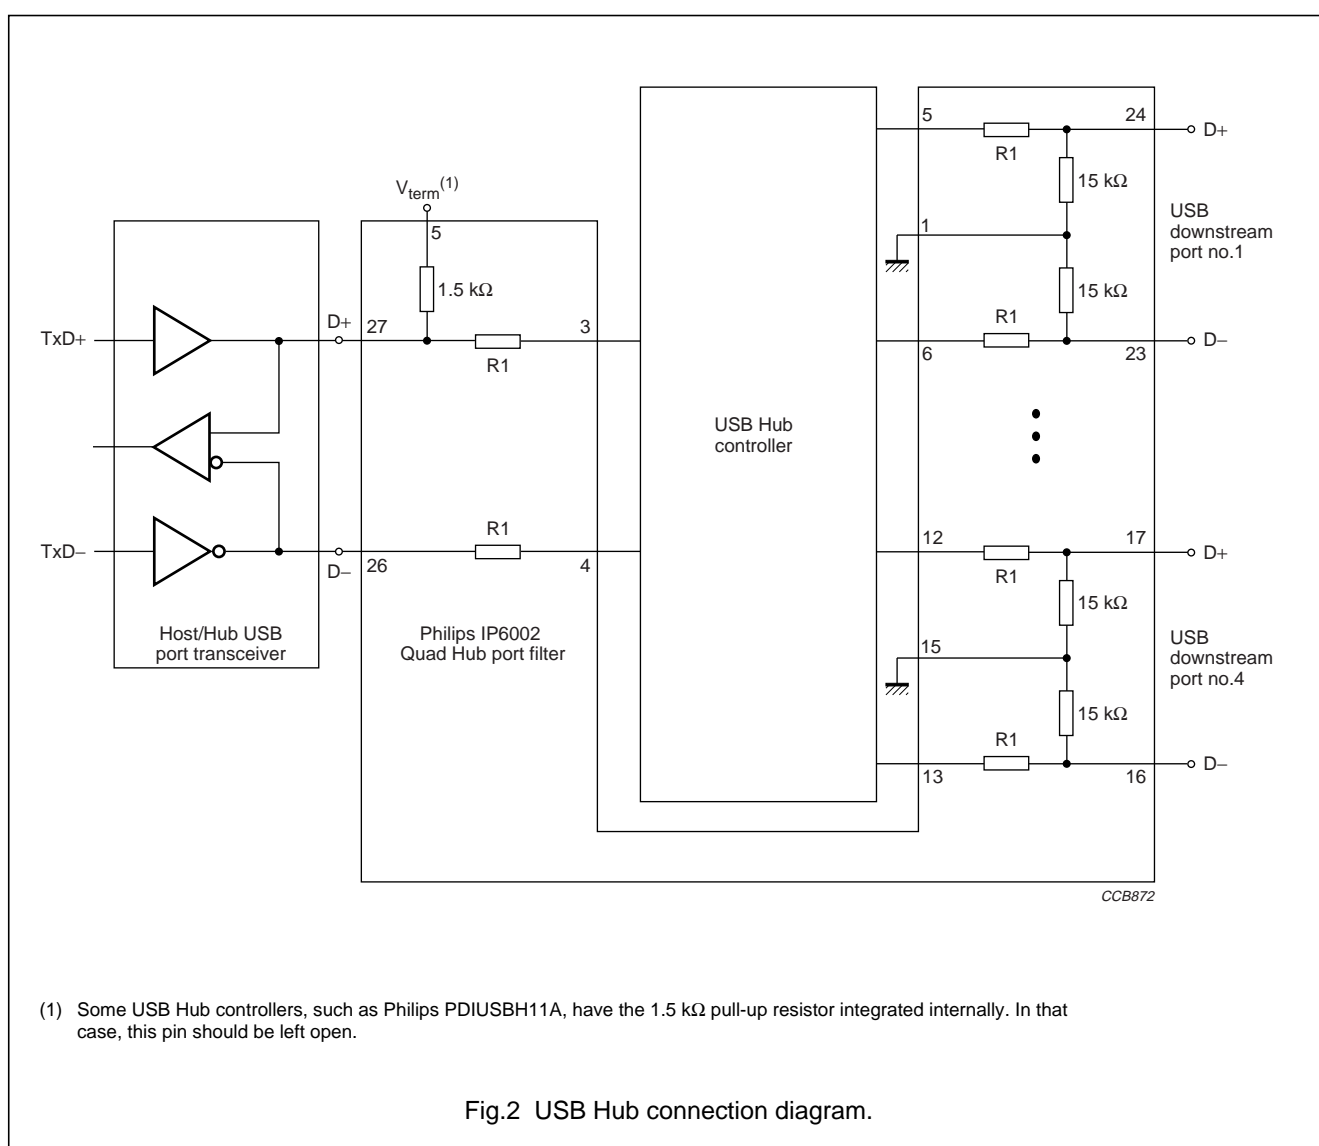 5
24
D+
R1
15 kΩ
Vterm(1)
5
1
USB
downstream
port no.1
1.5 kΩ
15 kΩ
D+
27
3
R1
TxD+
R1
6
23
D−
USB Hub
controller
R1
12
17
D+
TxD−
D−
26
4
R1
15 kΩ
Host/Hub USB
port transceiver
Philips IP6002
Quad Hub port filter
15
USB
downstream
port no.4
15 kΩ
R1
13
16
D−
CCB872
(1) Some USB Hub controllers, such as Philips PDIUSBH11A, have the 1.5 kΩ pull-up resistor integrated internally. In that
case, this pin should be left open.
Fig.2 USB Hub connection diagram.